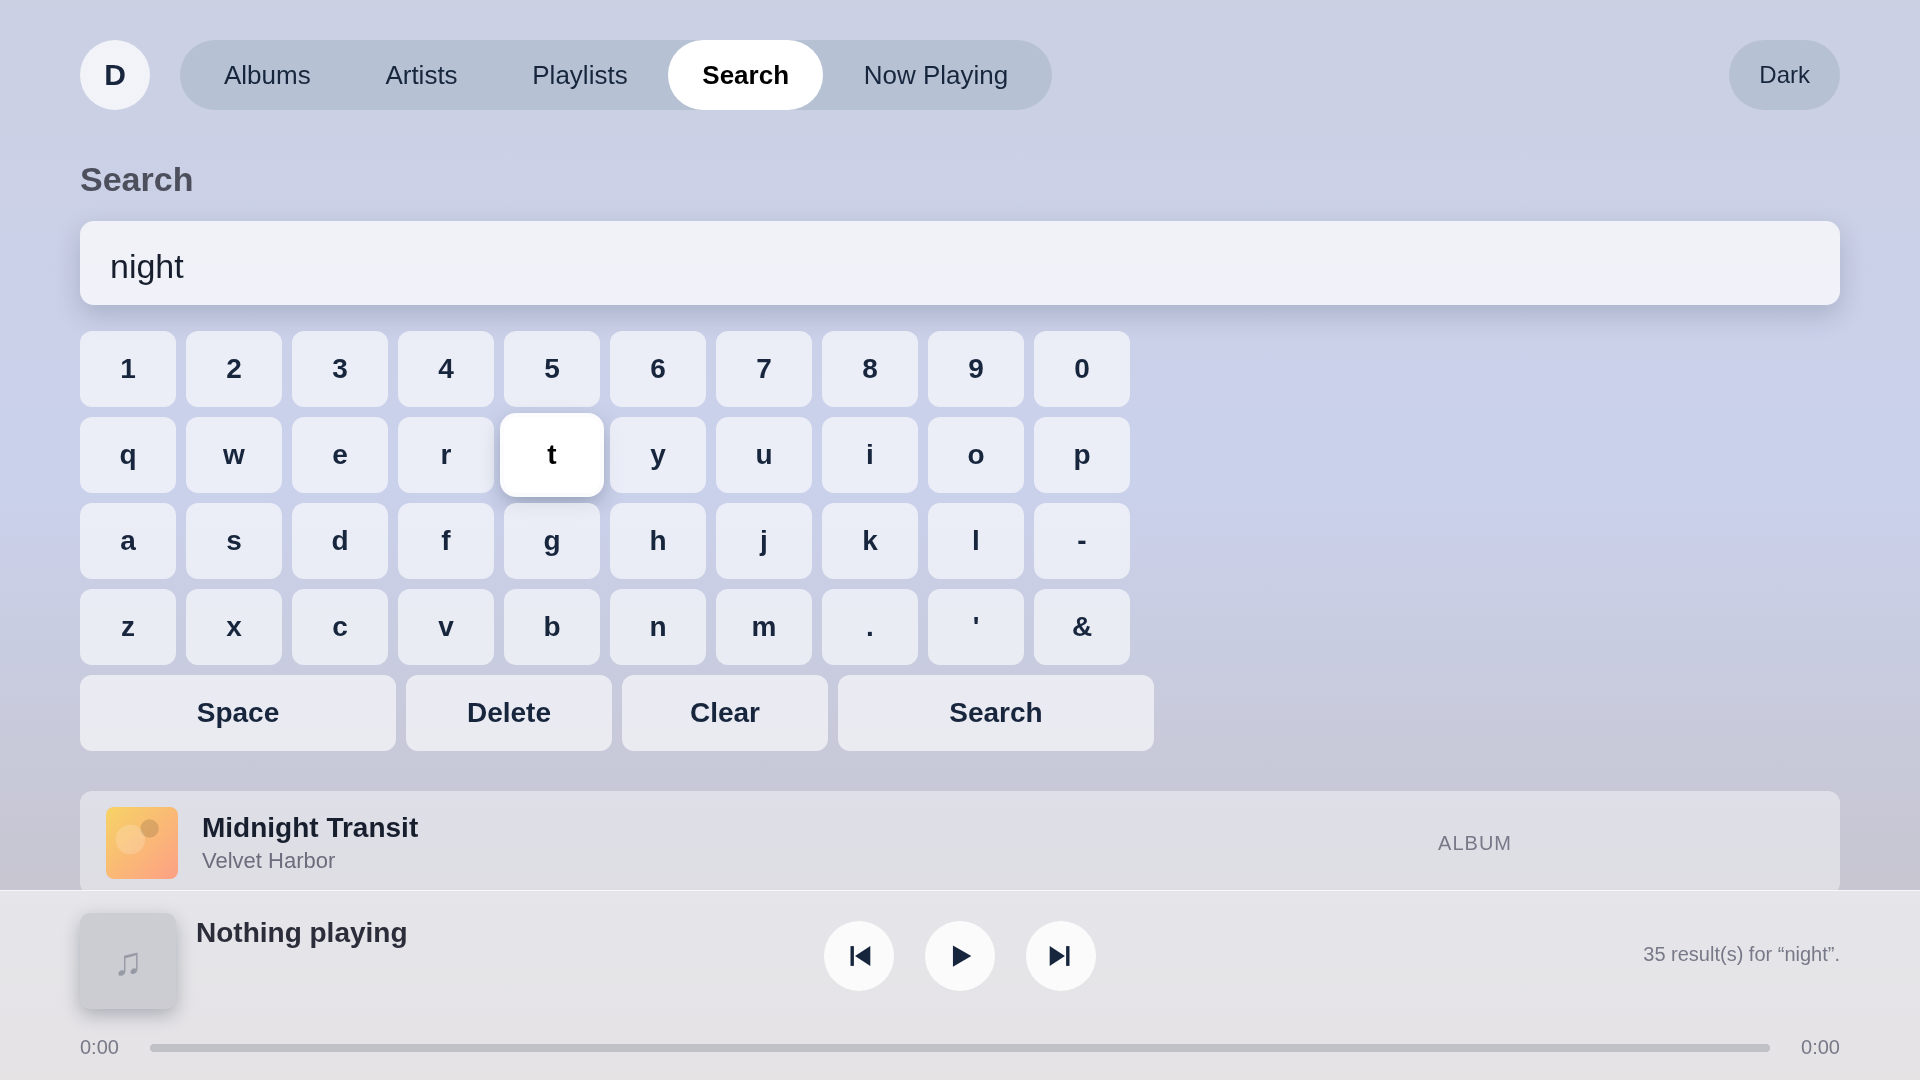 D
Albums Artists Playlists Search Now Playing
Dark
Search
night
1 2 3 4 5 6 7 8 9 0
q w e r t y u i o p
a s d f g h j k l -
z x c v b n m . ' &
Space Delete Clear Search
Midnight Transit
Velvet Harbor
ALBUM
Nothing playing
35 result(s) for “night”.
0:00 0:00